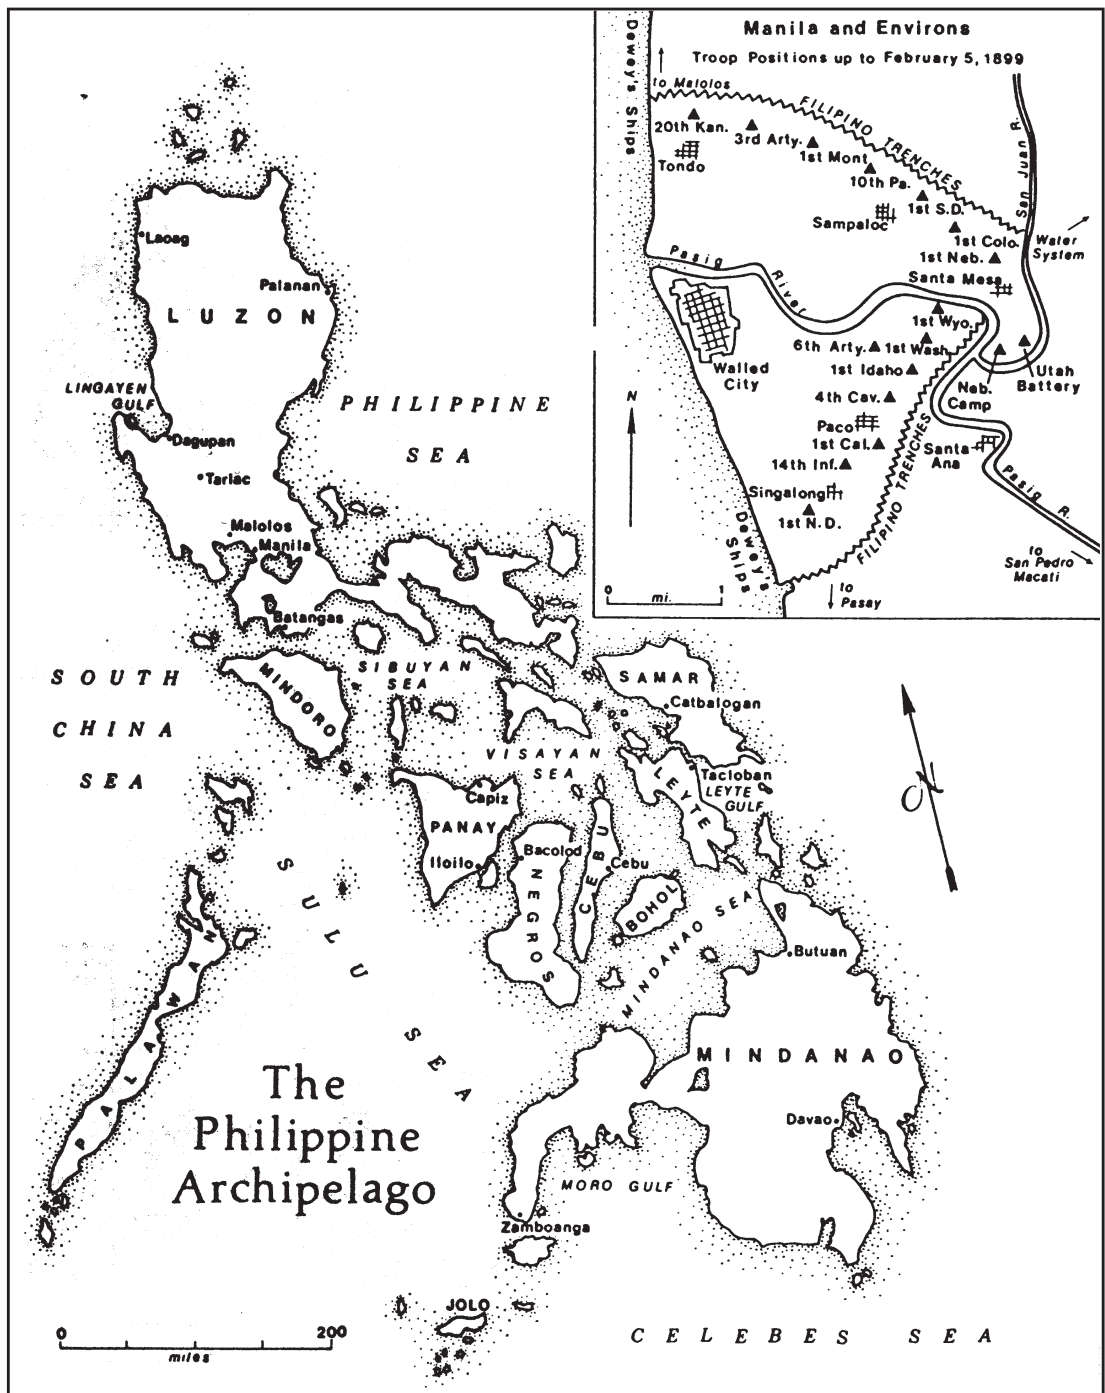 Manila and Environs
Troop Positions up to February 5, 1899
Dewey's Ships
to Malolos
FILIPINO TRENCHES
20th Kan.
3rd Arty.
1st Mont.
10th Pa.
1st S.D.
1st Colo.
1st Neb.
Tondo
Sampaloc
San Juan R.
Water
System
Santa Mesa
Pasig River
1st Wyo.
6th Arty.
1st Wash.
1st Idaho
Walled
City
Utah
Battery
Neb.
Camp
4th Cav.
Paco
1st Cal.
14th Inf.
Santa
Ana
Singalong
1st N.D.
FILIPINO TRENCHES
Pasig R.
Dewey's
Ships
to
San Pedro
Macati
to
Pasay
N
0 mi. 1
Laoag
Palanan
LUZON
LINGAYEN
GULF
PHILIPPINE
SEA
Dagupan
Tarlac
Malolos
Manila
Batangas
SOUTH
CHINA
SEA
MINDORO
SIBUYAN
SEA
SAMAR
Catbalogan
VISAYAN
SEA
LEYTE
Tacloban
LEYTE
GULF
N
Capiz
PANAY
Iloilo
Bacolod
NEGROS
CEBU
Cebu
BOHOL
MINDANAO SEA
Butuan
SULU SEA
PALAWAN
MINDANAO
Davao
The
Philippine
Archipelago
MORO GULF
Zamboanga
JOLO
CELEBES SEA
0 200
miles